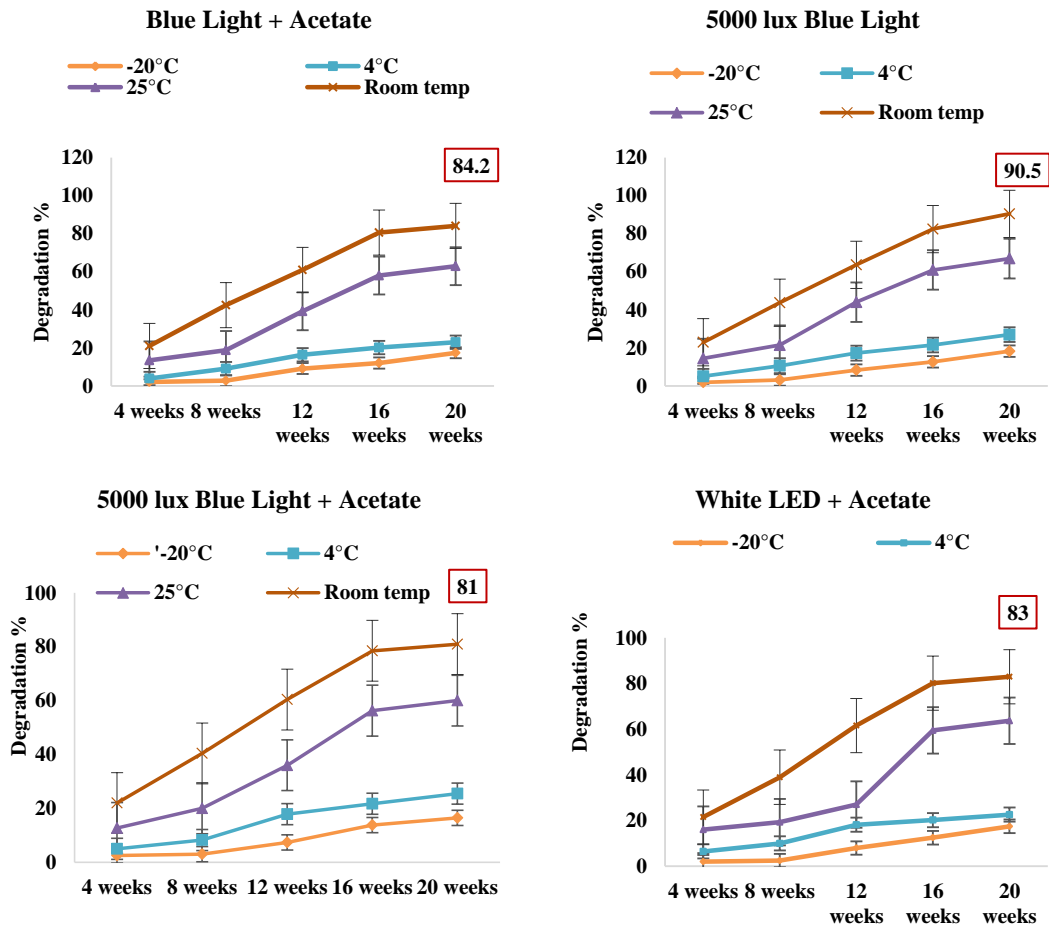 Blue Light + Acetate
-20°C
4°C
25°C
Room temp
84.2
Degradation %
120
100
80
60
40
20
0
4 weeks
8 weeks
12 weeks
16 weeks
20 weeks
5000 lux Blue Light
-20°C
4°C
25°C
Room temp
90.5
Degradation %
120
100
80
60
40
20
0
4 weeks
8 weeks
12 weeks
16 weeks
20 weeks
5000 lux Blue Light + Acetate
'-20°C
4°C
25°C
Room temp
81
Degradation %
100
80
60
40
20
0
4 weeks
8 weeks
12 weeks
16 weeks
20 weeks
White LED + Acetate
-20°C
4°C
83
Degradation %
100
80
60
40
20
0
4 weeks
8 weeks
12 weeks
16 weeks
20 weeks